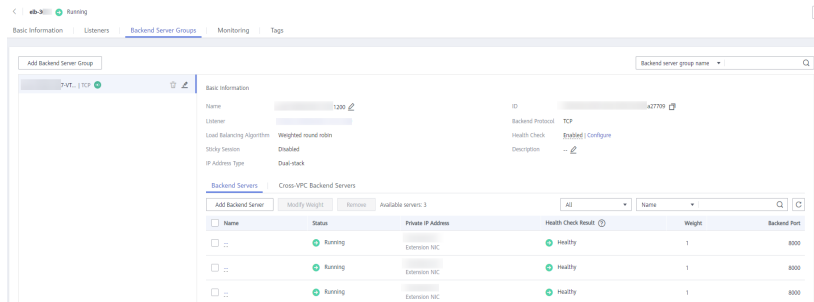 elb-3 Running
Basic Information Listeners Backend Server Groups Monitoring Tags
Add Backend Server Group Backend server group name
7-VT... | TCP
Basic Information
Name 1200 ID a27709
Listener Backend Protocol TCP
Load Balancing Algorithm Weighted round robin Health Check Enabled | Configure
Sticky Session Disabled Description --
IP Address Type Dual-stack
Backend Servers Cross-VPC Backend Servers
Add Backend Server Modify Weight Remove Available servers: 3 All Name
Name Status Private IP Address Health Check Result Weight Backend Port
-- Running Healthy 1 8000
Extension NIC
-- Running Healthy 1 8000
Extension NIC
-- Running Healthy 1 8000
Extension NIC